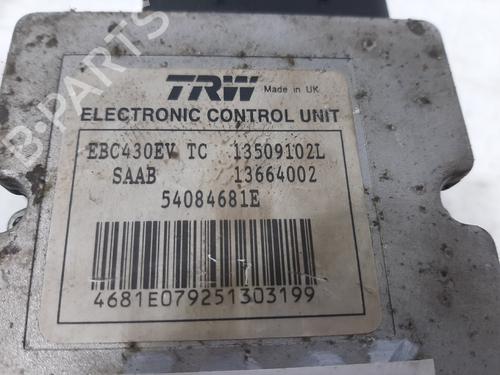 TRW Made in UK
ELECTRONIC CONTROL UNIT
EBC430EV TC 13509102L
SAAB 13664002
54084681E
4681E079251303199
B-PARTS